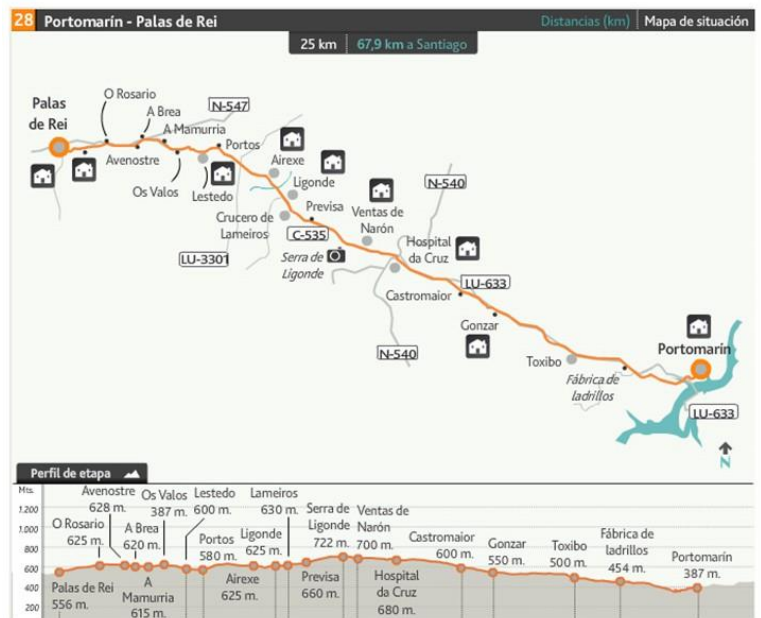 28 Portomarín - Palas de Rei
Distancias (km) | Mapa de situación
25 km | 67,9 km a Santiago
Palas
de Rei
O Rosario
A Brea
N-547
A Mamurria
Portos
Avenostre
Os Valos
Lestedo
Airexe
Ligonde
Previsa
Crucero de
Lameiros
C-535
LU-3301
Serra de
Ligonde
Ventas de
Narón
N-540
Hospital
da Cruz
LU-633
Castromaior
Gonzar
N-540
Toxibo
Fábrica de
ladrillos
Portomarín
LU-633
N
Perfil de etapa
Mts.
1.200
1.000
800
600
400
200
Palas de Rei
556 m.
O Rosario
625 m.
Avenostre
628 m.
A Brea
620 m.
A
Mamurria
615 m.
Os Valos
387 m.
Lestedo
600 m.
Portos
580 m.
Airexe
625 m.
Ligonde
625 m.
Lameiros
630 m.
Previsa
660 m.
Serra de
Ligonde
722 m.
Ventas de
Narón
700 m.
Hospital
da Cruz
680 m.
Castromaior
600 m.
Gonzar
550 m.
Toxibo
500 m.
Fábrica de
ladrillos
454 m.
Portomarín
387 m.